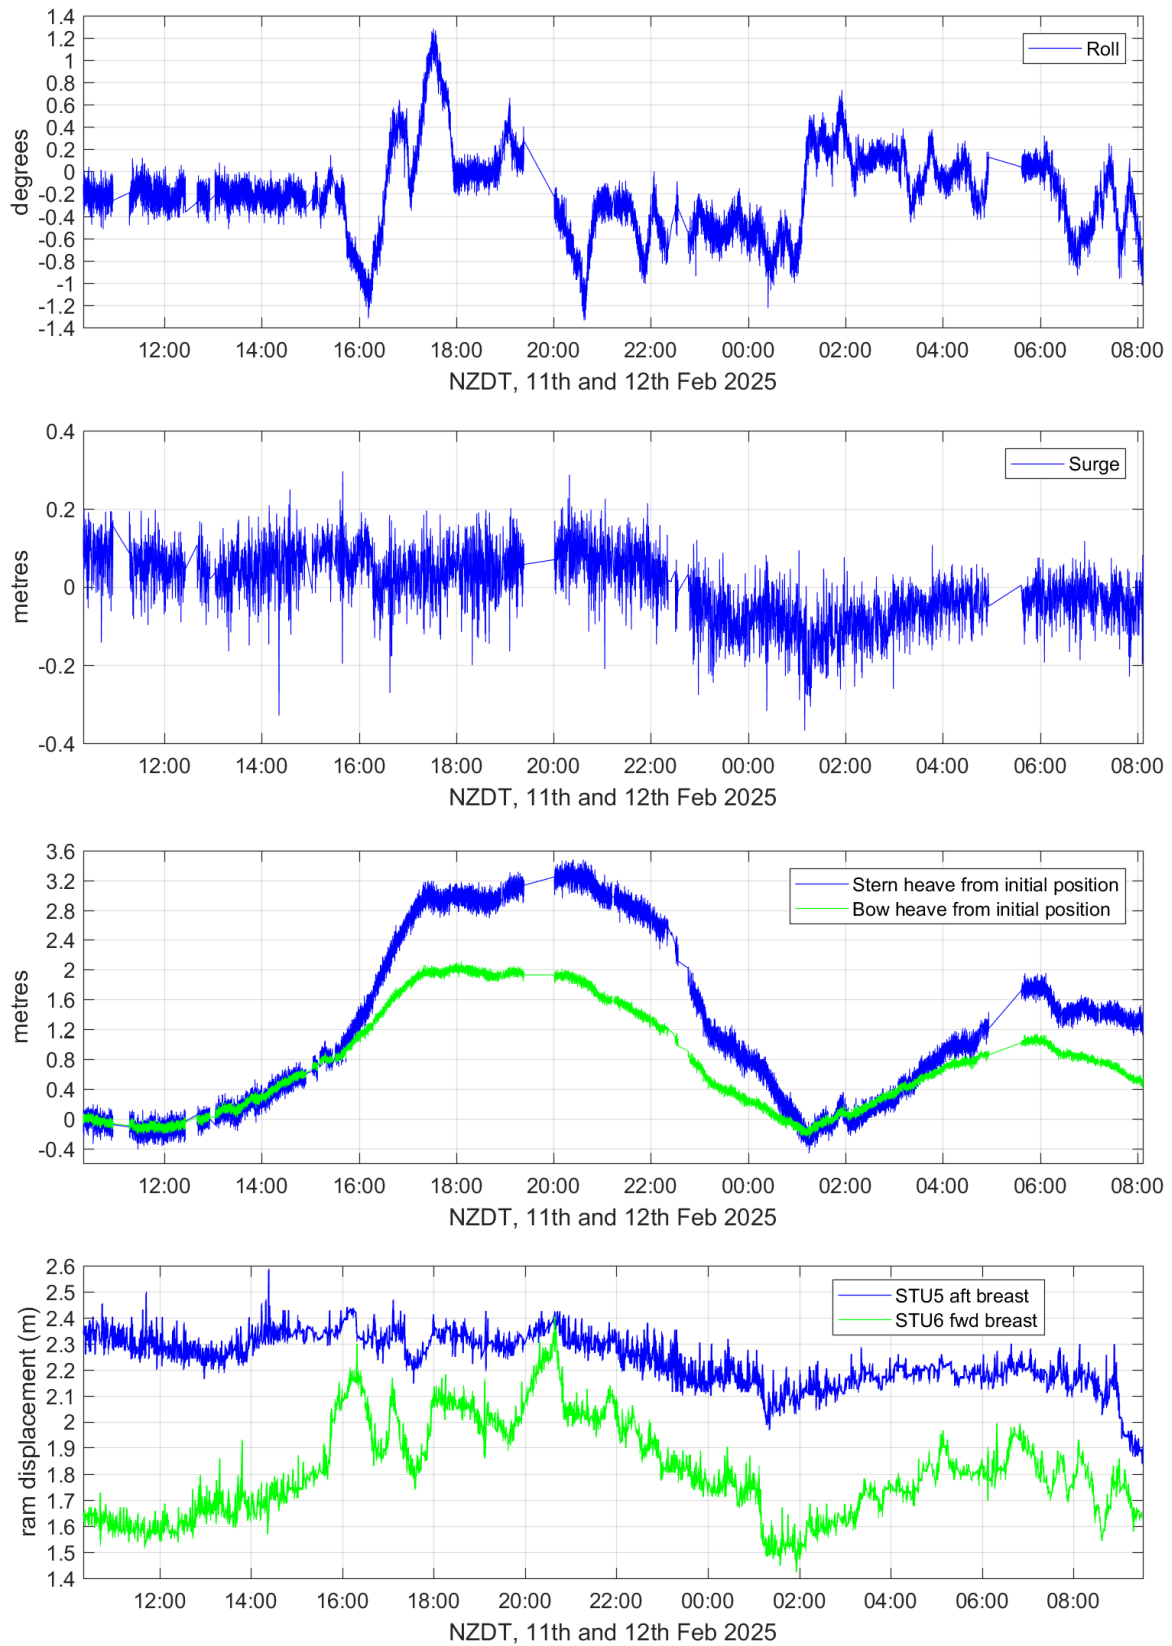 1.4
1.2
1
0.8
0.6
0.4
0.2
0
-0.2
-0.4
-0.6
-0.8
-1
-1.2
-1.4
degrees
Roll
12:00 14:00 16:00 18:00 20:00 22:00 00:00 02:00 04:00 06:00 08:00
NZDT, 11th and 12th Feb 2025
0.4
0.2
0
-0.2
-0.4
metres
Surge
12:00 14:00 16:00 18:00 20:00 22:00 00:00 02:00 04:00 06:00 08:00
NZDT, 11th and 12th Feb 2025
3.6
3.2
2.8
2.4
2
1.6
1.2
0.8
0.4
0
-0.4
metres
Stern heave from initial position
Bow heave from initial position
12:00 14:00 16:00 18:00 20:00 22:00 00:00 02:00 04:00 06:00 08:00
NZDT, 11th and 12th Feb 2025
2.6
2.5
2.4
2.3
2.2
2.1
2
1.9
1.8
1.7
1.6
1.5
1.4
ram displacement (m)
STU5 aft breast
STU6 fwd breast
12:00 14:00 16:00 18:00 20:00 22:00 00:00 02:00 04:00 06:00 08:00
NZDT, 11th and 12th Feb 2025